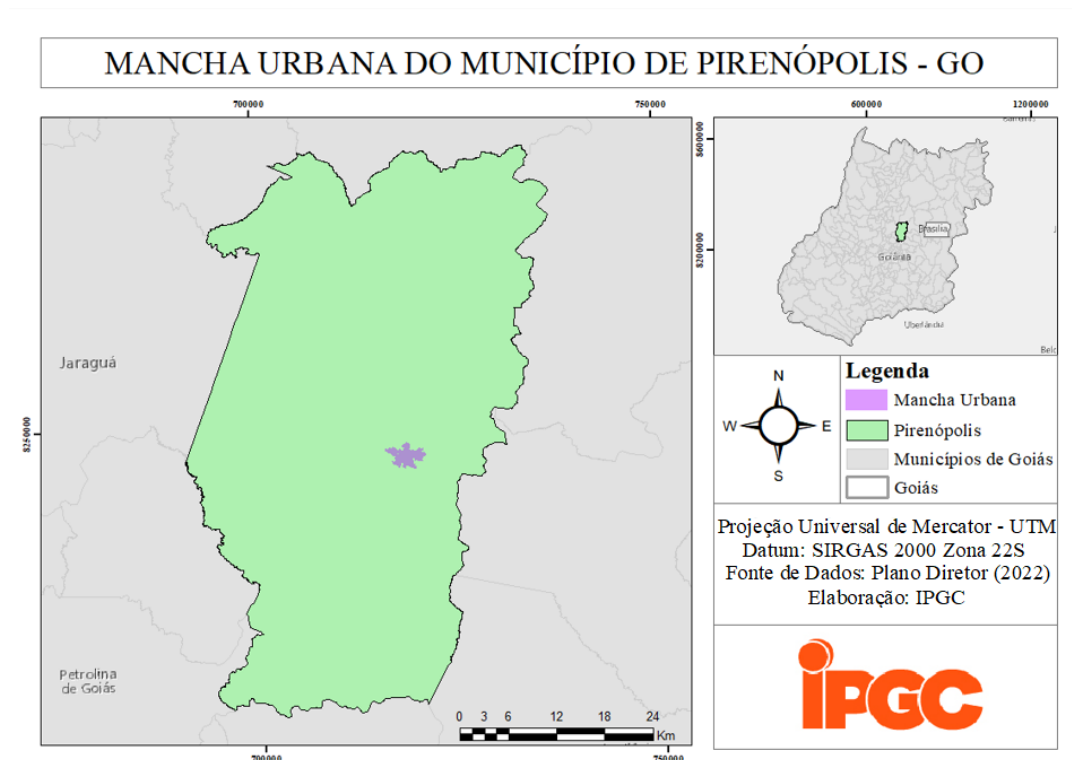 MANCHA URBANA DO MUNICÍPIO DE PIRENÓPOLIS - GO
700000
750000
8250000
Jaraguá
Petrolina
de Goiás
0 3 6 12 18 24
Km
700000
750000
600000
1200000
8600000
8200000
Brasília
Goiânia
Uberlândia
Legenda
Mancha Urbana
Pirenópolis
Municípios de Goiás
Goiás
N
W E
S
Projeção Universal de Mercator - UTM
Datum: SIRGAS 2000 Zona 22S
Fonte de Dados: Plano Diretor (2022)
Elaboração: IPGC
iPGC